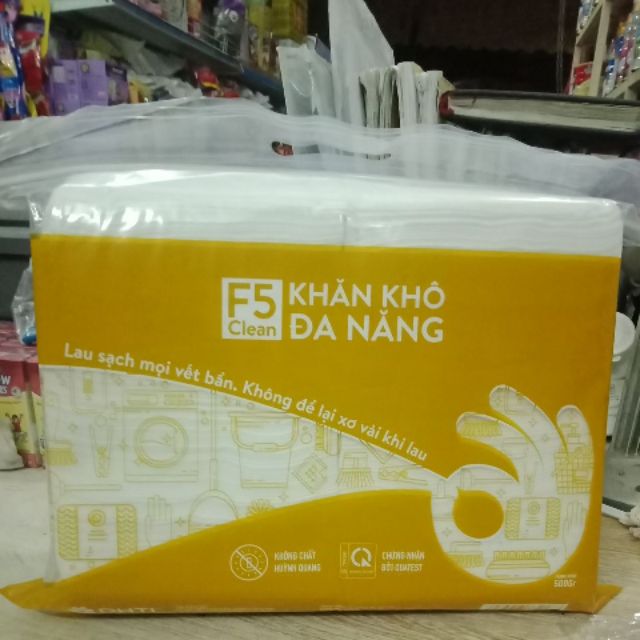 F5
Clean
KHĂN KHÔ
ĐA NĂNG
Lau sạch mọi vết bẩn. Không để lại xơ vải khi lau
KHÔNG CHẤT
HUỲNH QUANG
CHỨNG NHẬN
BỞI QUATEST
500Gr